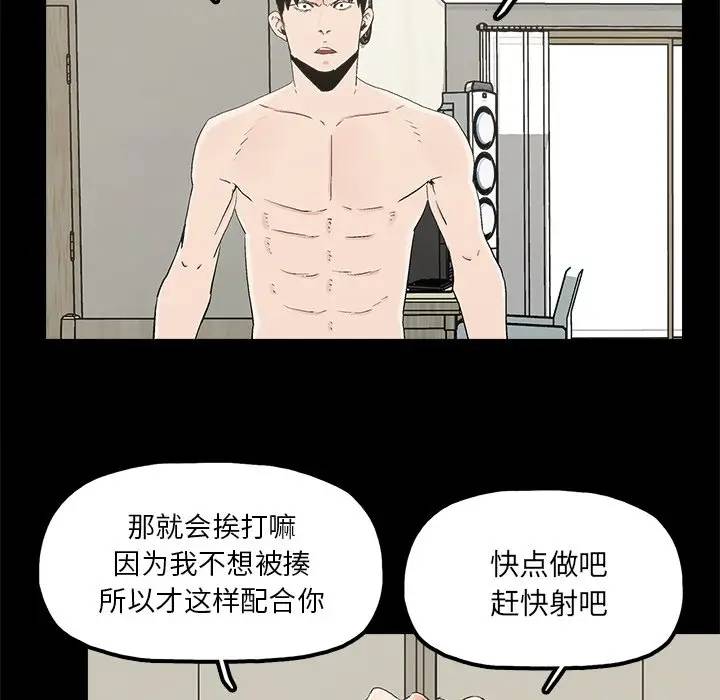 那就会挨打嘛
因为我不想被揍
所以才这样配合你
快点做吧
赶快射吧